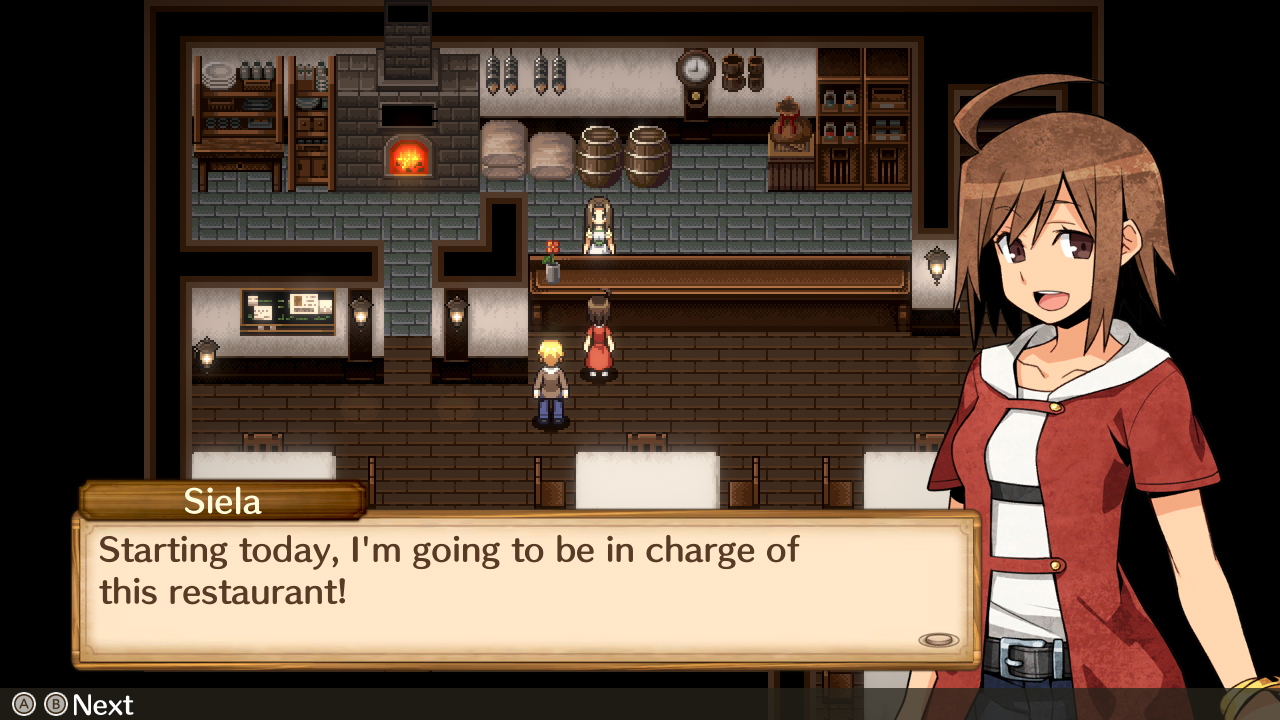 Siela
Starting today, I'm going to be in charge of
this restaurant!
A B Next